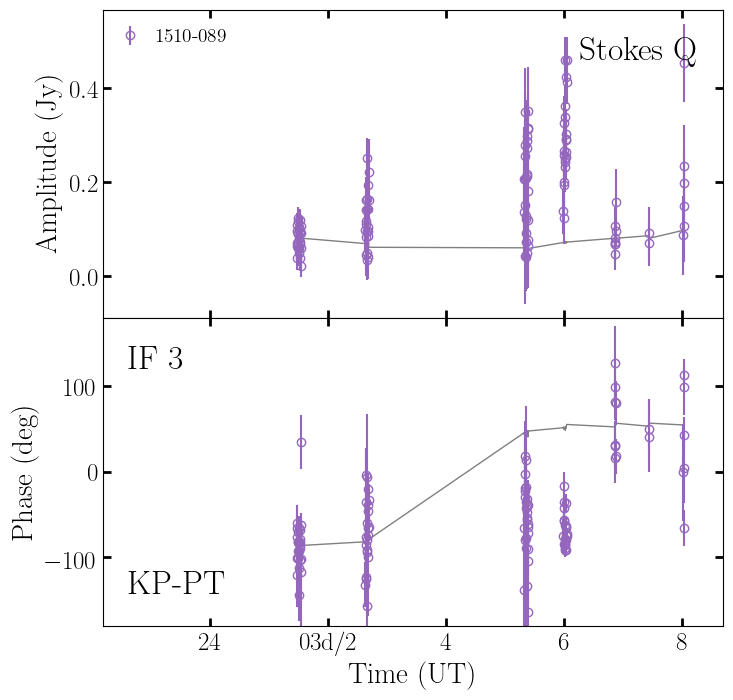 1510-089
Stokes Q
0.4
0.2
0.0
Amplitude (Jy)
IF 3
100
0
−100
Phase (deg)
KP-PT
24 03d/2 4 6 8
Time (UT)